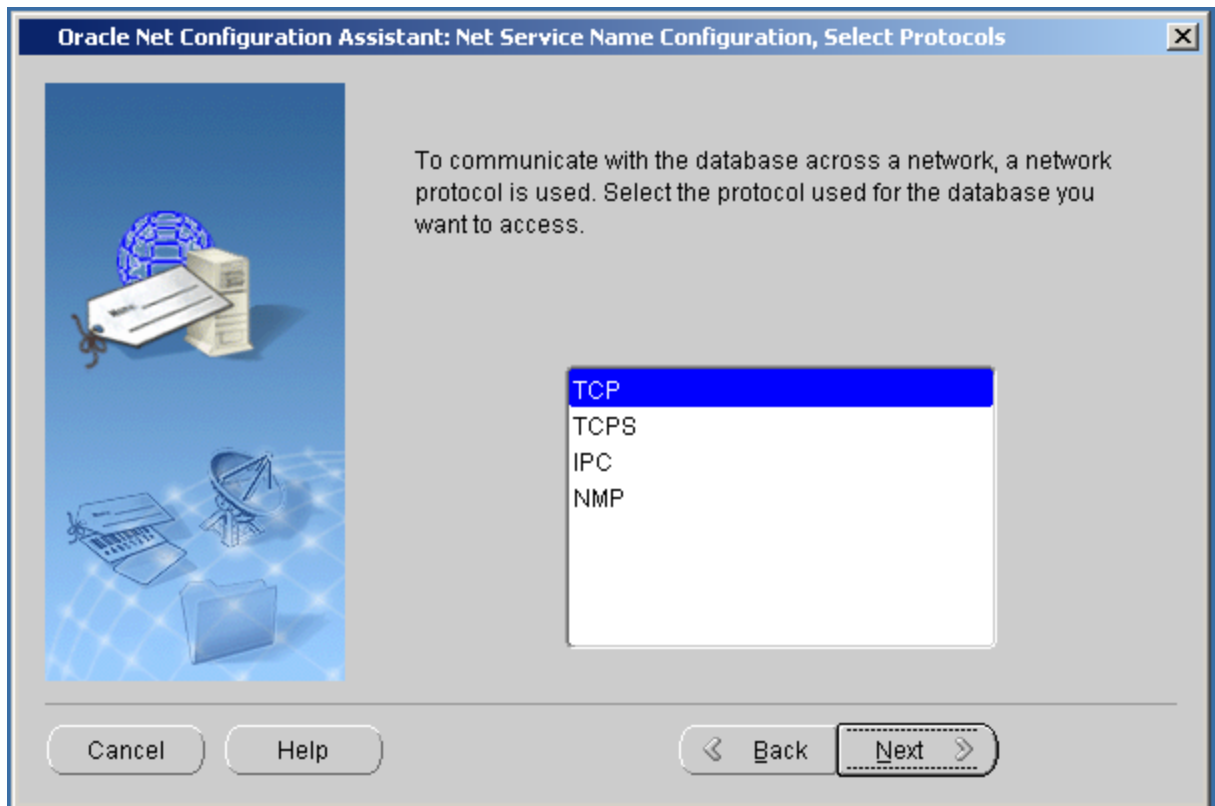 Oracle Net Configuration Assistant: Net Service Name Configuration, Select Protocols
To communicate with the database across a network, a network
protocol is used. Select the protocol used for the database you
want to access.
TCP
TCPS
IPC
NMP
Cancel
Help
Back
Next